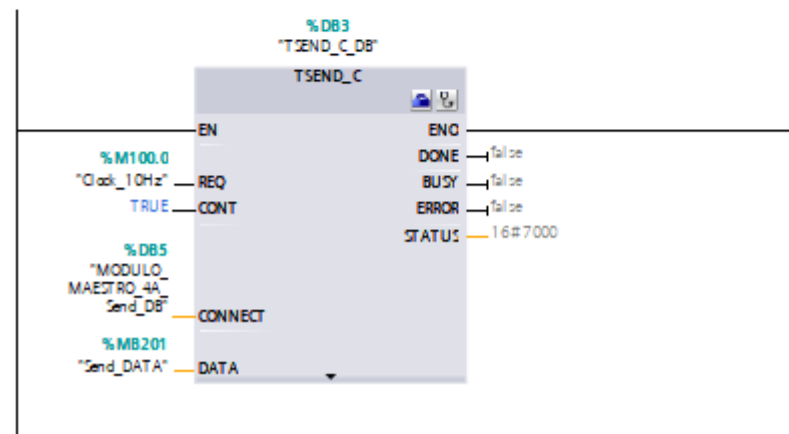 %DB3
"TSEND_C_DB"
TSEND_C
EN
ENO
%M100.0
"Clock_10Hz"
REQ
DONE
false
BUSY
false
TRUE
CONT
ERROR
false
STATUS
16#7000
%DB5
"MODULO_
MAESTRO_4A_
Send_DB"
CONNECT
%MB201
"Send_DATA"
DATA